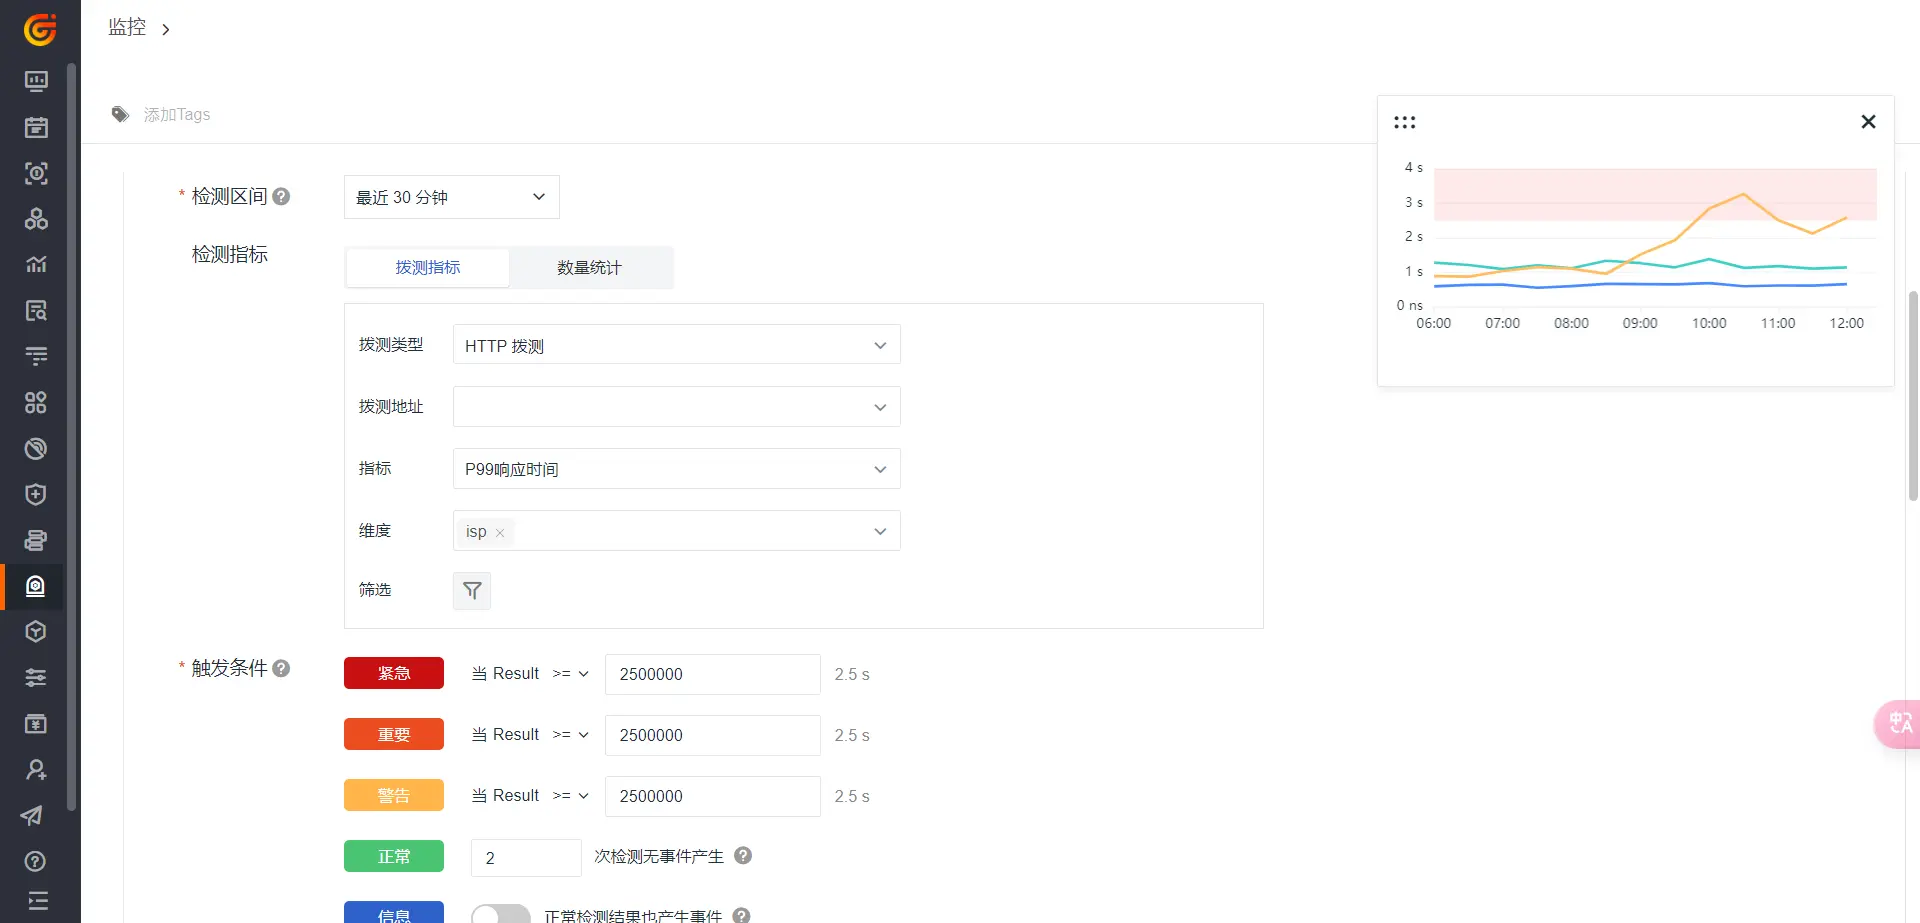 监控
添加Tags
* 检测区间
最近 30 分钟
检测指标
拨测指标 数量统计
拨测类型 HTTP 拨测
拨测地址
指标 P99响应时间
维度 isp
筛选
* 触发条件
紧急 当 Result >= 2500000 2.5 s
重要 当 Result >= 2500000 2.5 s
警告 当 Result >= 2500000 2.5 s
正常 2 次检测无事件产生
信息 正常检测结果也产生事件
4 s
3 s
2 s
1 s
0 ns
06:00 07:00 08:00 09:00 10:00 11:00 12:00
中A